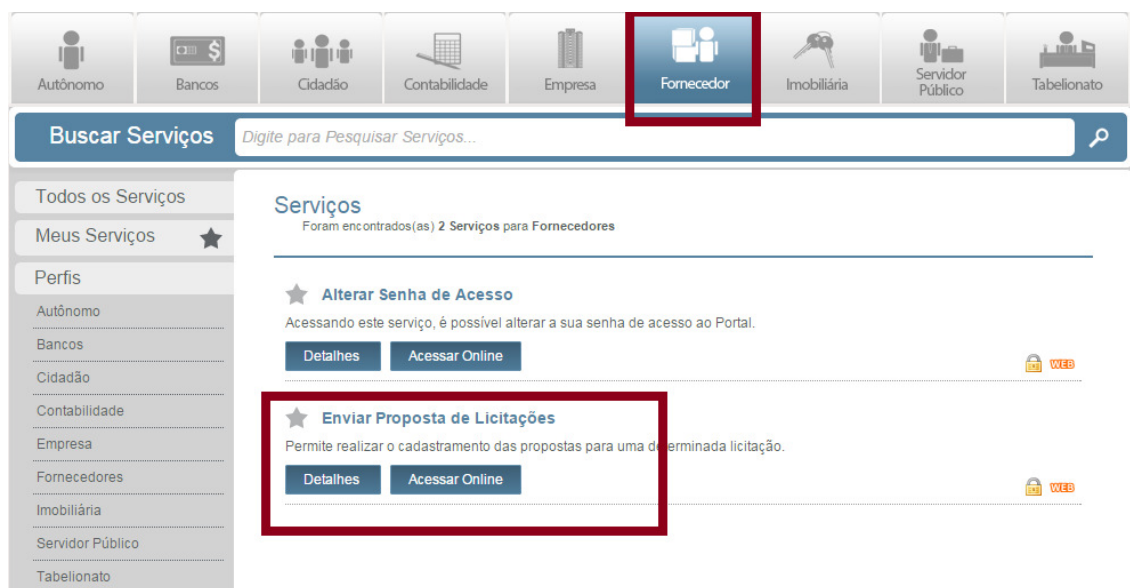 Autônomo
Bancos
Cidadão
Contabilidade
Empresa
Fornecedor
Imobiliária
Servidor
Público
Tabelionato
Buscar Serviços
Digite para Pesquisar Serviços...
Todos os Serviços
Meus Serviços
Perfis
Autônomo
Bancos
Cidadão
Contabilidade
Empresa
Fornecedores
Imobiliária
Servidor Público
Tabelionato
Serviços
Foram encontrados(as) 2 Serviços para Fornecedores
Alterar Senha de Acesso
Acessando este serviço, é possível alterar a sua senha de acesso ao Portal.
Detalhes
Acessar Online
WEB
Enviar Proposta de Licitações
Permite realizar o cadastramento das propostas para uma determinada licitação.
Detalhes
Acessar Online
WEB